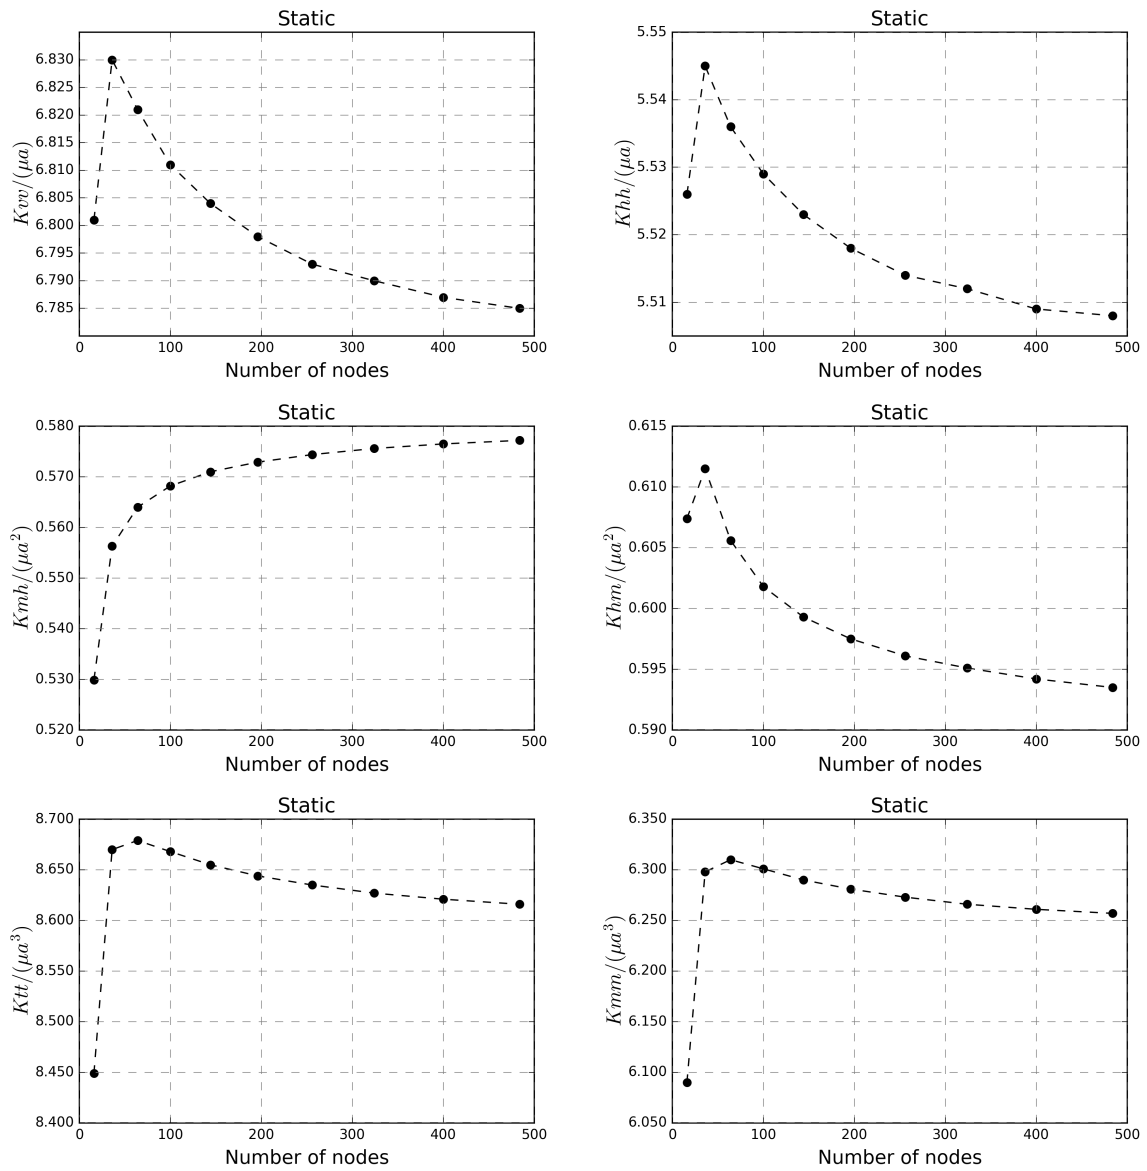 Static
Kvv/(μa)
6.830
6.825
6.820
6.815
6.810
6.805
6.800
6.795
6.790
6.785
0 100 200 300 400 500
Number of nodes
Static
Khh/(μa)
5.55
5.54
5.53
5.52
5.51
0 100 200 300 400 500
Number of nodes
Static
Kmh/(μa²)
0.580
0.570
0.560
0.550
0.540
0.530
0.520
0 100 200 300 400 500
Number of nodes
Static
Khm/(μa²)
0.615
0.610
0.605
0.600
0.595
0.590
0 100 200 300 400 500
Number of nodes
Static
Ktt/(μa³)
8.700
8.650
8.600
8.550
8.500
8.450
8.400
0 100 200 300 400 500
Number of nodes
Static
Kmm/(μa³)
6.350
6.300
6.250
6.200
6.150
6.100
6.050
0 100 200 300 400 500
Number of nodes